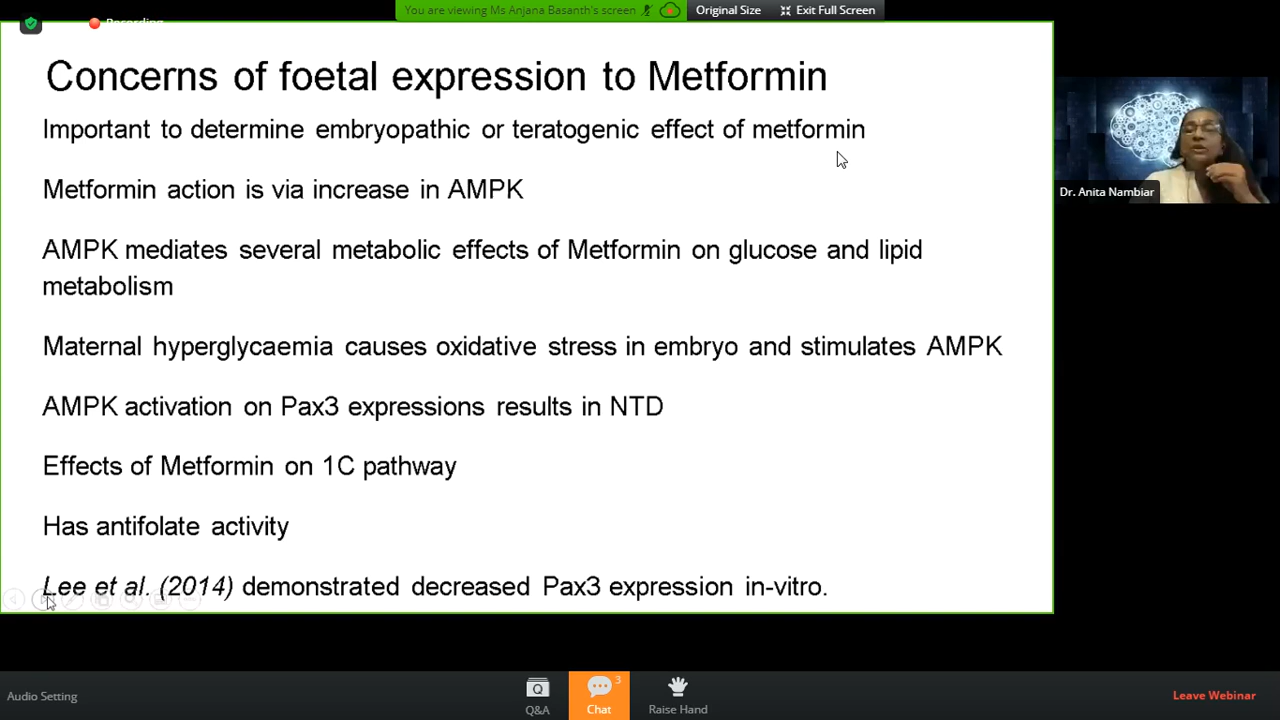 You are viewing Ms Anjana Basanth's screen
Original Size
Exit Full Screen
Recording
Concerns of foetal expression to Metformin
Important to determine embryopathic or teratogenic effect of metformin
Metformin action is via increase in AMPK
AMPK mediates several metabolic effects of Metformin on glucose and lipid
metabolism
Maternal hyperglycaemia causes oxidative stress in embryo and stimulates AMPK
AMPK activation on Pax3 expressions results in NTD
Effects of Metformin on 1C pathway
Has antifolate activity
Lee et al. (2014) demonstrated decreased Pax3 expression in-vitro.
Dr. Anita Nambiar
Audio Setting
Q
Q&A
3
Chat
Raise Hand
Leave Webinar